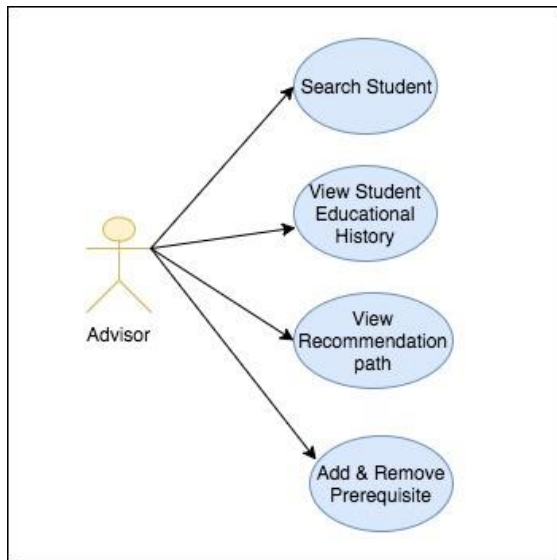 Search Student
View Student
Educational
History
Advisor
View
Recommendation
path
Add & Remove
Prerequisite